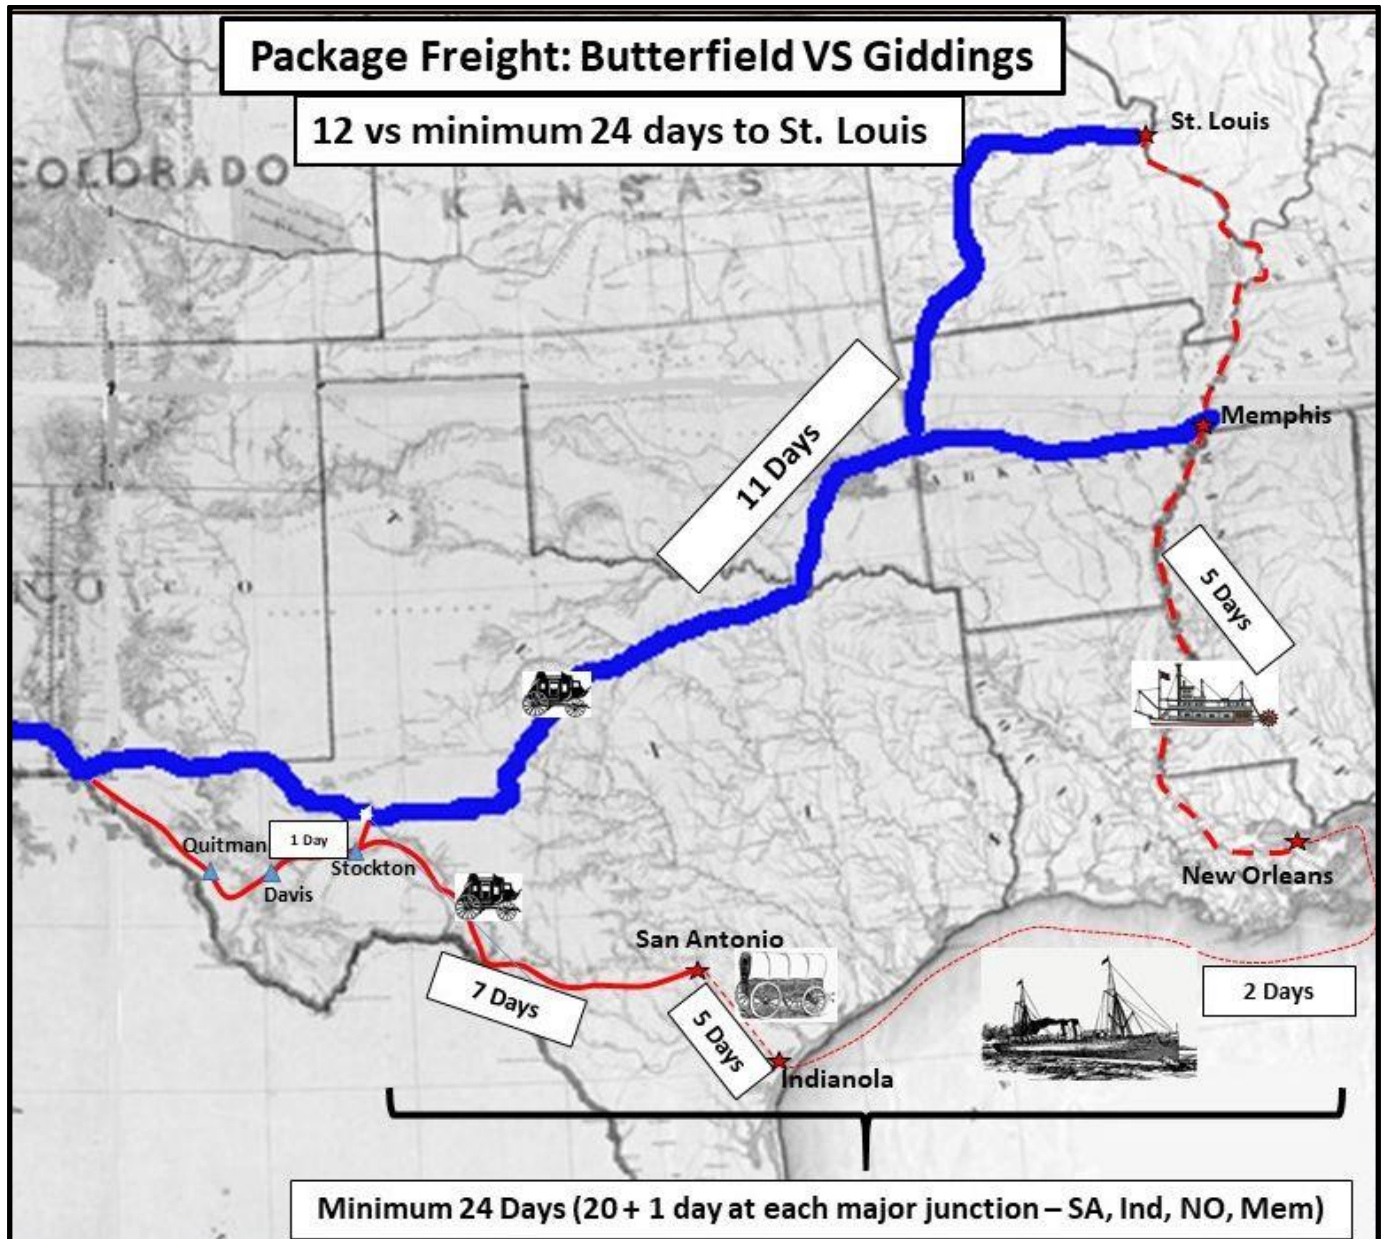 Package Freight: Butterfield VS Giddings
12 vs minimum 24 days to St. Louis
St. Louis
COLORADO
KANSAS
Memphis
11 Days
5 Days
Quitman
1 Day
Stockton
Davis
New Orleans
San Antonio
7 Days
5 Days
2 Days
Indianola
Minimum 24 Days (20 + 1 day at each major junction – SA, Ind, NO, Mem)